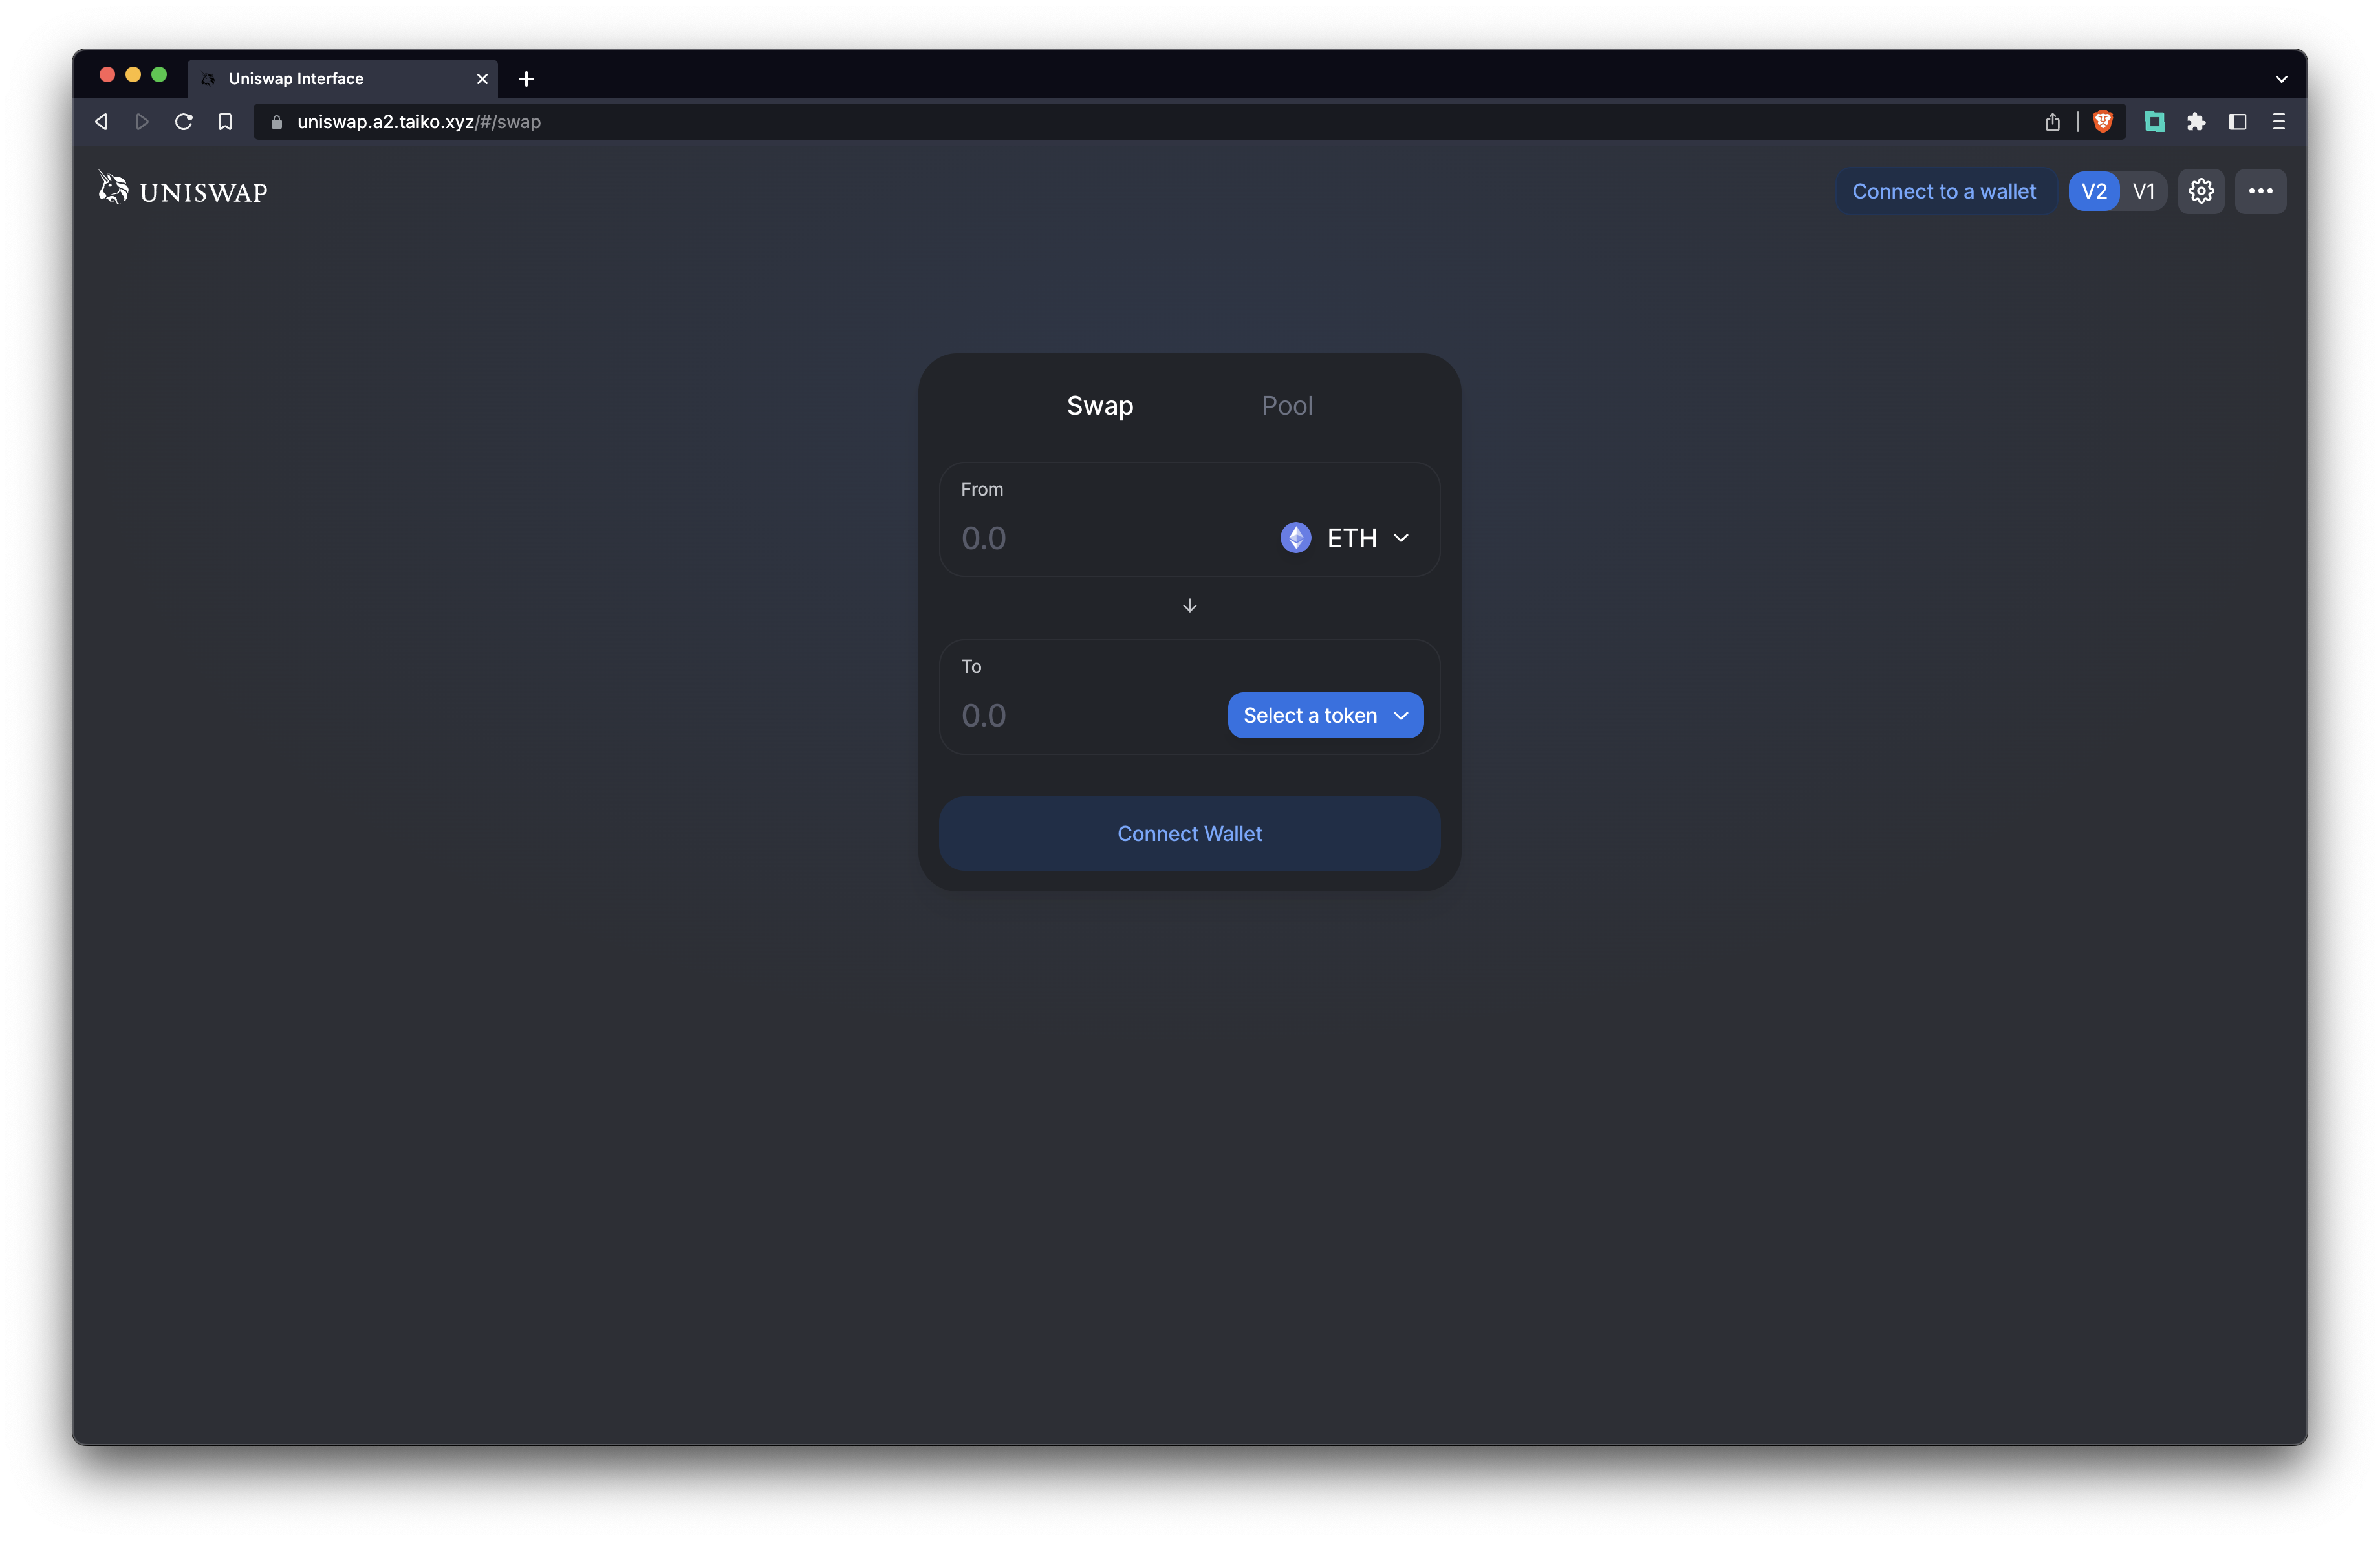 Uniswap Interface
uniswap.a2.taiko.xyz/#/swap
UNISWAP
Connect to a wallet
V2 V1
Swap
Pool
From
0.0
ETH
To
0.0
Select a token
Connect Wallet